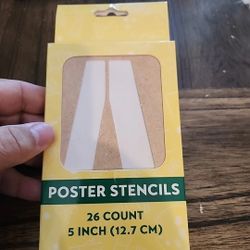 POSTER STENCILS
26 COUNT
5 INCH (12.7 CM)